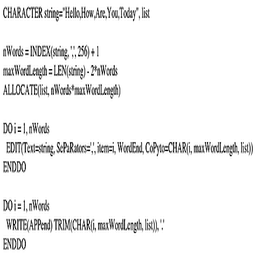 CHARACTER string="Hello,How,Are,You,Today", list
nWords = INDEX(string, ',', 256) + 1
maxWordLength = LEN(string) - 2*nWords
ALLOCATE(list, nWords*maxWordLength)
DO i = 1, nWords
EDIT(Text=string, SePaRators=',', item=i, WordEnd, CoPyto=CHAR(i, maxWordLength, list))
ENDDO
DO i = 1, nWords
WRITE(APPend) TRIM(CHAR(i, maxWordLength, list)), '.'
ENDDO